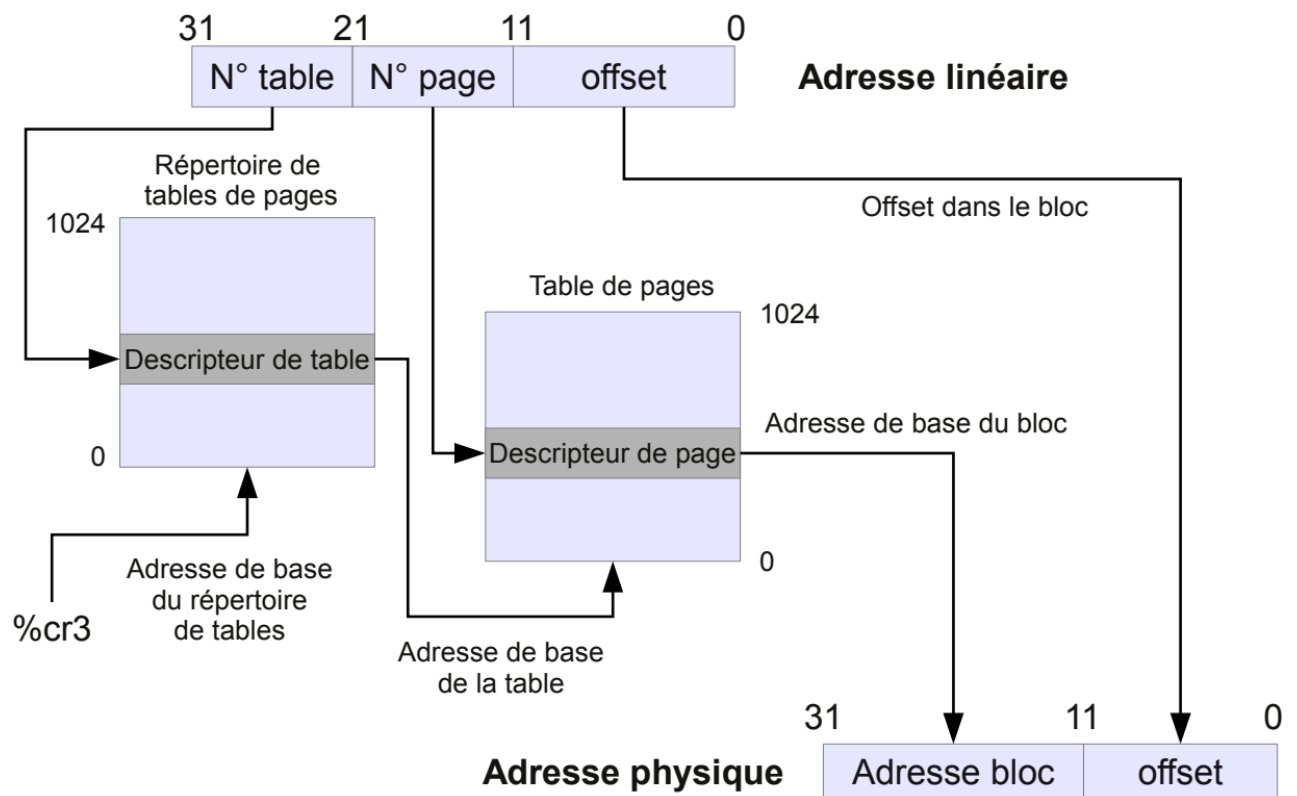 31 21 11 0
N° table N° page offset Adresse linéaire
Répertoire de
tables de pages
1024
Offset dans le bloc
Table de pages
1024
Descripteur de table
Adresse de base du bloc
0
Descripteur de page
0
Adresse de base
du répertoire
de tables
%cr3
Adresse de base
de la table
31 11 0
Adresse physique Adresse bloc offset